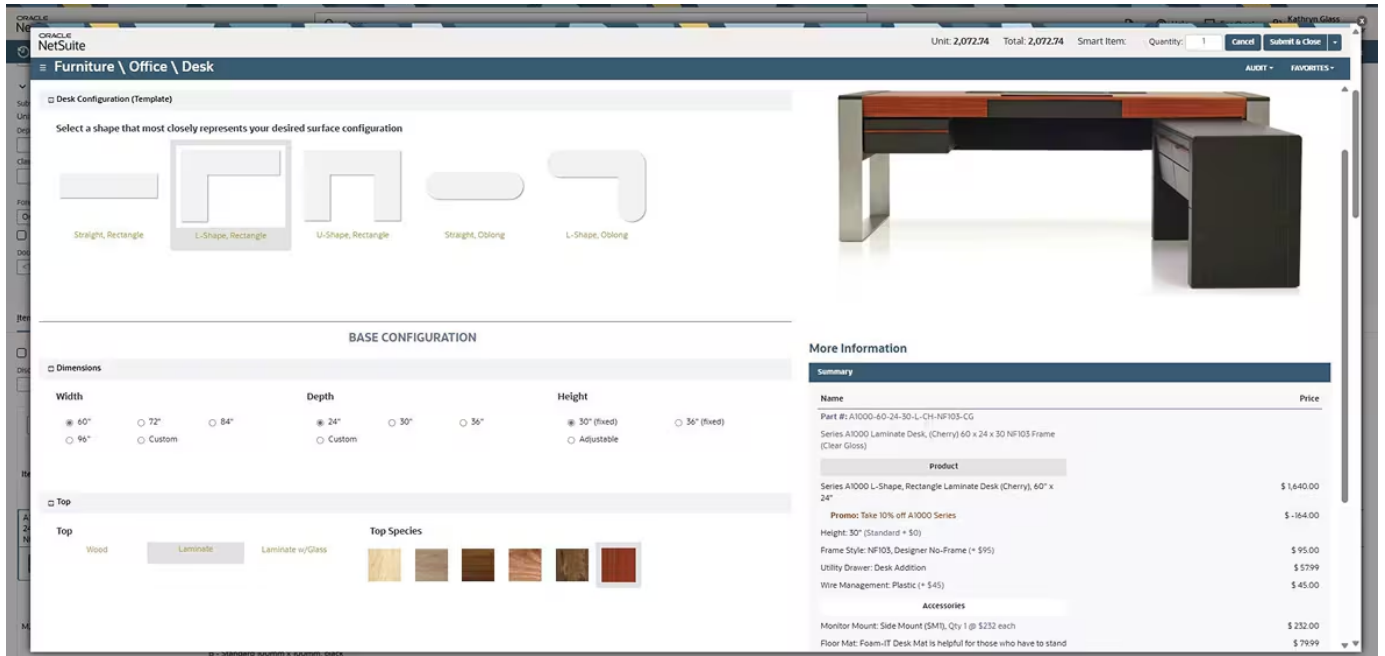 ORACLE
NetSuite
Unit: 2,072.74 Total: 2,072.74 Smart Item: Quantity: 1 Cancel Submit & Close
Kathryn Glass
Furniture \ Office \ Desk
AUDIT FAVORITES
Desk Configuration (Template)
Select a shape that most closely represents your desired surface configuration
Straight, Rectangle
L-Shape, Rectangle
U-Shape, Rectangle
Straight, Oblong
L-Shape, Oblong
BASE CONFIGURATION
Dimensions
Width
60"
72"
84"
96"
Custom
Depth
24"
30"
36"
Custom
Height
30" (fixed)
36" (fixed)
Adjustable
Top
Top
Wood
Laminate
Laminate w/Glass
Top Species
More Information
Summary
Name Price
Part #: A1000-60-24-30-L-CH-NF103-CG
Series A1000 Laminate Desk, (Cherry) 60 x 24 x 30 NF103 Frame
(Clear Gloss)
Product
Series A1000 L-Shape, Rectangle Laminate Desk (Cherry), 60" x $ 1,640.00
24"
Promo: Take 10% off A1000 Series $ -164.00
Height: 30" (Standard + $0)
Frame Style: NF103, Designer No-Frame (+ $95) $ 95.00
Utility Drawer: Desk Addition $ 57.99
Wire Management: Plastic (+ $45) $ 45.00
Accessories
Monitor Mount: Side Mount (SM1), Qty 1 @ $232 each $ 232.00
Floor Mat: Foam-IT Desk Mat is helpful for those who have to stand $ 79.99